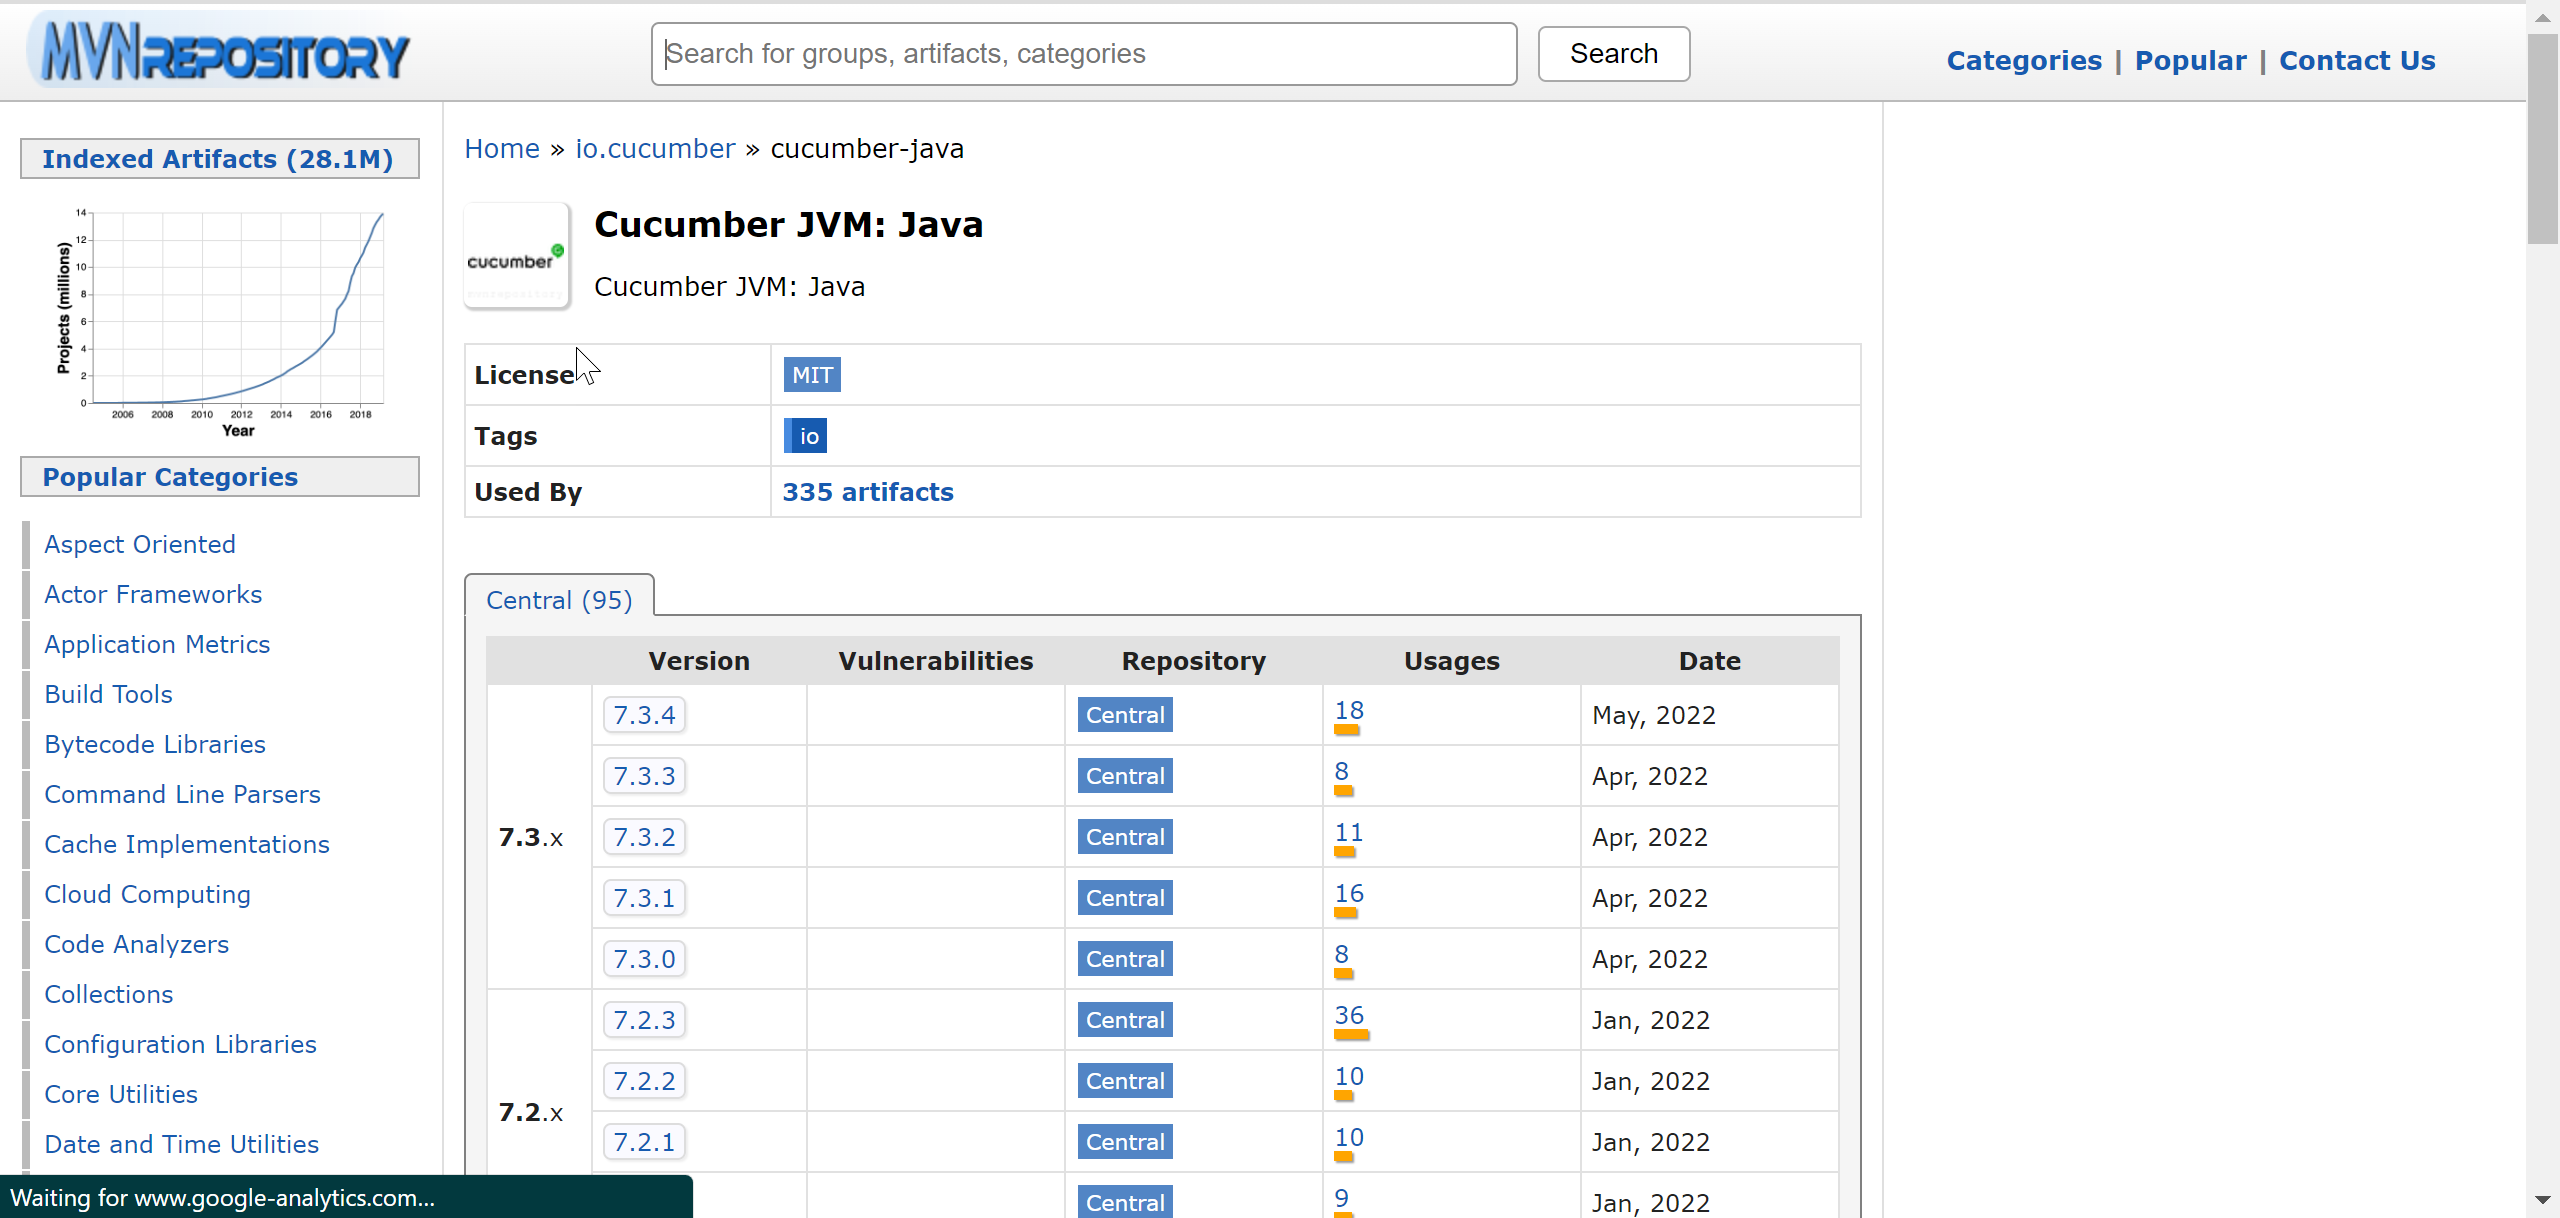 MVNREPOSITORY
Search for groups, artifacts, categories
Search
Categories | Popular | Contact Us
Indexed Artifacts (28.1M)
Projects (millions)
14
12
10
8
6
4
2
0
2006 2008 2010 2012 2014 2016 2018
Year
Popular Categories
Aspect Oriented
Actor Frameworks
Application Metrics
Build Tools
Bytecode Libraries
Command Line Parsers
Cache Implementations
Cloud Computing
Code Analyzers
Collections
Configuration Libraries
Core Utilities
Date and Time Utilities
Waiting for www.google-analytics.com...
Home » io.cucumber » cucumber-java
cucumber
mvnrepository
Cucumber JVM: Java
Cucumber JVM: Java
License MIT
Tags io
Used By 335 artifacts
Central (95)
Version Vulnerabilities Repository Usages Date
7.3.x
7.3.4 Central 18 May, 2022
7.3.3 Central 8 Apr, 2022
7.3.2 Central 11 Apr, 2022
7.3.1 Central 16 Apr, 2022
7.3.0 Central 8 Apr, 2022
7.2.x
7.2.3 Central 36 Jan, 2022
7.2.2 Central 10 Jan, 2022
7.2.1 Central 10 Jan, 2022
Central 9 Jan, 2022